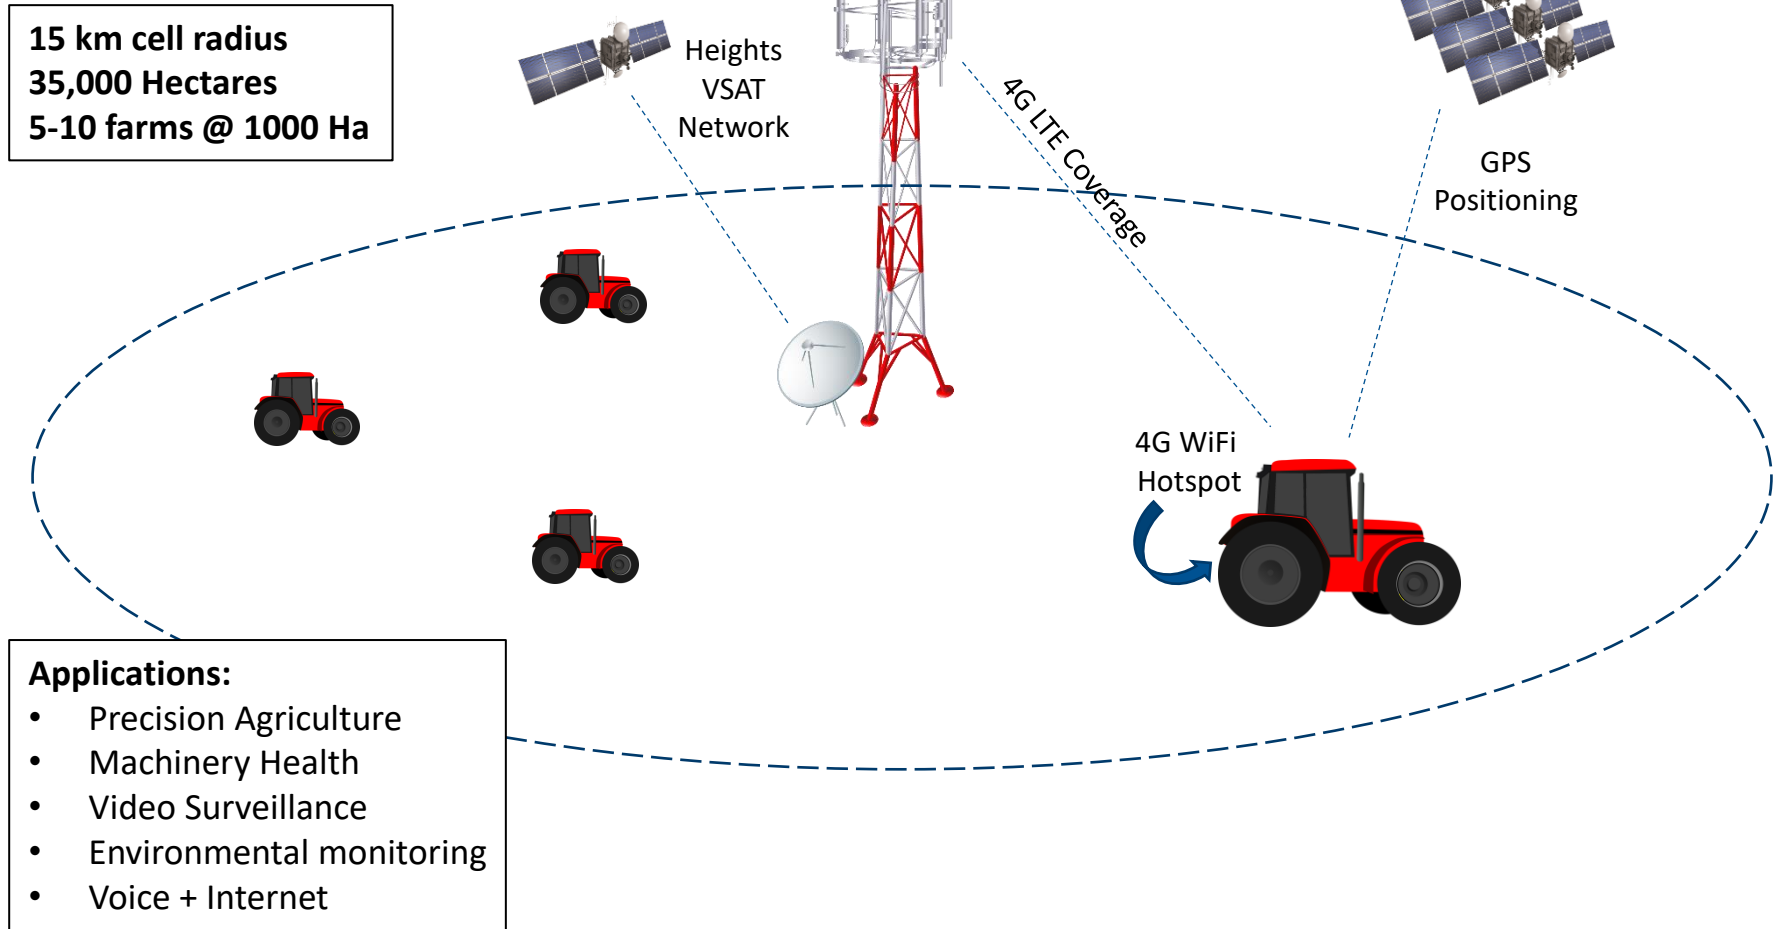 15 km cell radius
35,000 Hectares
5-10 farms @ 1000 Ha
Heights
VSAT
Network
4G LTE Coverage
GPS
Positioning
4G WiFi
Hotspot
Applications:
• Precision Agriculture
• Machinery Health
• Video Surveillance
• Environmental monitoring
• Voice + Internet